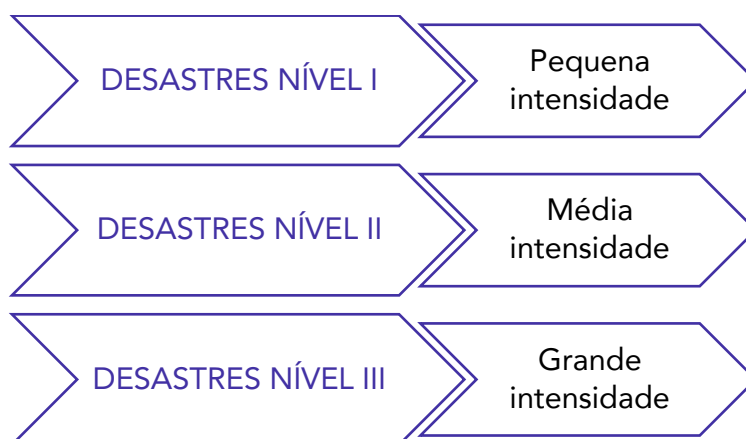 DESASTRES NÍVEL I
Pequena
intensidade
DESASTRES NÍVEL II
Média
intensidade
DESASTRES NÍVEL III
Grande
intensidade